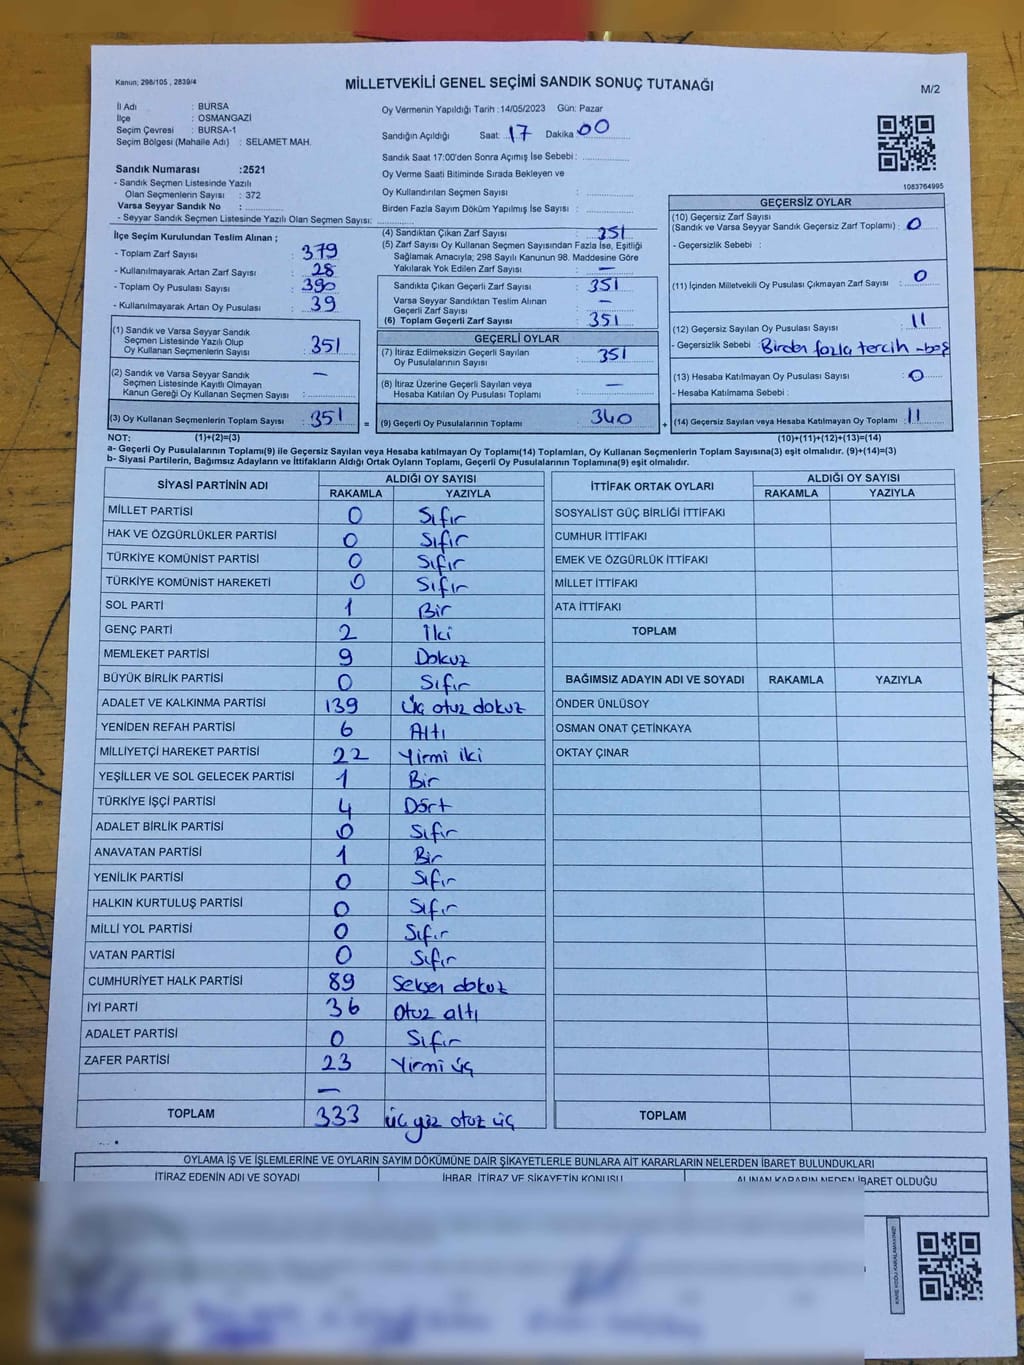 Kanun; 298/105 , 2839/4
MİLLETVEKİLİ GENEL SEÇİMİ SANDIK SONUÇ TUTANAĞI
M/2
İl Adı : BURSA
İlçe : OSMANGAZİ
Seçim Çevresi : BURSA-1
Seçim Bölgesi (Mahalle Adı) : SELAMET MAH.
Sandık Numarası :2521
- Sandık Seçmen Listesinde Yazılı
Olan Seçmenlerin Sayısı : 372
Varsa Seyyar Sandık No :
- Seyyar Sandık Seçmen Listesinde Yazılı Olan Seçmen Sayısı:
Oy Vermenin Yapıldığı Tarih : 14/05/2023 Gün: Pazar
Sandığın Açıldığı Saat: 17 Dakika 00
Sandık Saat 17:00'den Sonra Açımış İse Sebebi :
Oy Verme Saati Bitiminde Sırada Bekleyen ve
Oy Kullandırılan Seçmen Sayısı :
Birden Fazla Sayım Döküm Yapılmış İse Sayısı :
1083764995
İlçe Seçim Kurulundan Teslim Alınan ;
- Toplam Zarf Sayısı : 379
- Kullanılmayarak Artan Zarf Sayısı : 28
- Toplam Oy Pusulası Sayısı : 390
- Kullanılmayarak Artan Oy Pusulası : 39
(1) Sandık ve Varsa Seyyar Sandık
Seçmen Listesinde Yazılı Olup
Oy Kullanan Seçmenlerin Sayısı : 351
(2) Sandık ve Varsa Seyyar Sandık
Seçmen Listesinde Kayıtlı Olmayan
Kanun Gereği Oy Kullanan Seçmen Sayısı : —
(3) Oy Kullanan Seçmenlerin Toplam Sayısı : 351 =
(4) Sandıktan Çıkan Zarf Sayısı : 351
(5) Zarf Sayısı Oy Kullanan Seçmen Sayısından Fazla İse, Eşitliği
Sağlamak Amacıyla; 298 Sayılı Kanunun 98. Maddesine Göre
Yakılarak Yok Edilen Zarf Sayısı : —
Sandıkta Çıkan Geçerli Zarf Sayısı : 351
Varsa Seyyar Sandıktan Teslim Alınan
Geçerli Zarf Sayısı : —
(6) Toplam Geçerli Zarf Sayısı : 351
GEÇERLİ OYLAR
(7) İtiraz Edilmeksizin Geçerli Sayılan
Oy Pusulalarının Sayısı : 351
(8) İtiraz Üzerine Geçerli Sayılan veya
Hesaba Katılan Oy Pusulası Toplamı : —
(9) Geçerli Oy Pusulalarının Toplamı : 340 +
GEÇERSİZ OYLAR
(10) Geçersiz Zarf Sayısı
(Sandık ve Varsa Seyyar Sandık Geçersiz Zarf Toplamı) : 0
- Geçersizlik Sebebi :
(11) İçinden Milletvekili Oy Pusulası Çıkmayan Zarf Sayısı : 0
(12) Geçersiz Sayılan Oy Pusulası Sayısı : 11
- Geçersizlik Sebebi : Birden fazla tercih - boş
(13) Hesaba Katılmayan Oy Pusulası Sayısı : 0
- Hesaba Katılmama Sebebi :
(14) Geçersiz Sayılan veya Hesaba Katılmayan Oy Toplamı : 11
NOT: (1)+(2)=(3) (10)+(11)+(12)+(13)=(14)
a- Geçerli Oy Pusulalarının Toplamı(9) ile Geçersiz Sayılan veya Hesaba katılmayan Oy Toplamı(14) Toplamları, Oy Kullanan Seçmenlerin Toplam Sayısına(3) eşit olmalıdır. (9)+(14)=(3)
b- Siyasi Partilerin, Bağımsız Adayların ve İttifakların Aldığı Ortak Oyların Toplamı, Geçerli Oy Pusulalarının Toplamına(9) eşit olmalıdır.
SİYASİ PARTİNİN ADI ALDIĞI OY SAYISI
RAKAMLA YAZIYLA
MİLLET PARTİSİ 0 Sıfır
HAK VE ÖZGÜRLÜKLER PARTİSİ 0 Sıfır
TÜRKİYE KOMÜNİST PARTİSİ 0 Sıfır
TÜRKİYE KOMÜNİST HAREKETİ 0 Sıfır
SOL PARTİ 1 Bir
GENÇ PARTİ 2 İki
MEMLEKET PARTİSİ 9 Dokuz
BÜYÜK BİRLİK PARTİSİ 0 Sıfır
ADALET VE KALKINMA PARTİSİ 139 Üç otuz dokuz
YENİDEN REFAH PARTİSİ 6 Altı
MİLLİYETÇİ HAREKET PARTİSİ 22 Yirmi iki
YEŞİLLER VE SOL GELECEK PARTİSİ 1 Bir
TÜRKİYE İŞÇİ PARTİSİ 4 Dört
ADALET BİRLİK PARTİSİ 0 Sıfır
ANAVATAN PARTİSİ 1 Bir
YENİLİK PARTİSİ 0 Sıfır
HALKIN KURTULUŞ PARTİSİ 0 Sıfır
MİLLİ YOL PARTİSİ 0 Sıfır
VATAN PARTİSİ 0 Sıfır
CUMHURİYET HALK PARTİSİ 89 Seksen dokuz
İYİ PARTİ 36 Otuz altı
ADALET PARTİSİ 0 Sıfır
ZAFER PARTİSİ 23 Yirmi üç
—
TOPLAM 333 üç yüz otuz üç
İTTİFAK ORTAK OYLARI ALDIĞI OY SAYISI
RAKAMLA YAZIYLA
SOSYALİST GÜÇ BİRLİĞİ İTTİFAKI
CUMHUR İTTİFAKI
EMEK VE ÖZGÜRLÜK İTTİFAKI
MİLLET İTTİFAKI
ATA İTTİFAKI
TOPLAM
BAĞIMSIZ ADAYIN ADI VE SOYADI RAKAMLA YAZIYLA
ÖNDER ÜNLÜSOY
OSMAN ONAT ÇETİNKAYA
OKTAY ÇINAR
TOPLAM
OYLAMA İŞ VE İŞLEMLERİNE VE OYLARIN SAYIM DÖKÜMÜNE DAİR ŞİKAYETLERLE BUNLARA AİT KARARLARIN NELERDEN İBARET BULUNDUKLARI
İTİRAZ EDENİN ADI VE SOYADI İHBAR, İTİRAZ VE ŞİKAYETİN KONUSU ALINAN KARARIN NEDEN İBARET OLDUĞU